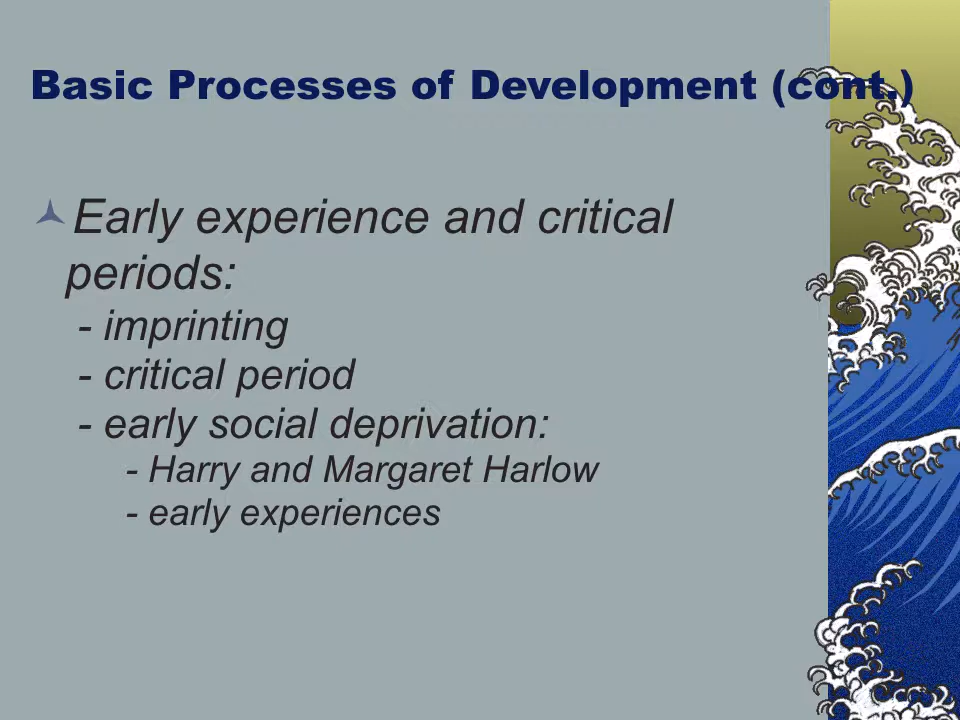 Basic Processes of Development (cont.)
Early experience and critical
periods:
- imprinting
- critical period
- early social deprivation:
- Harry and Margaret Harlow
- early experiences